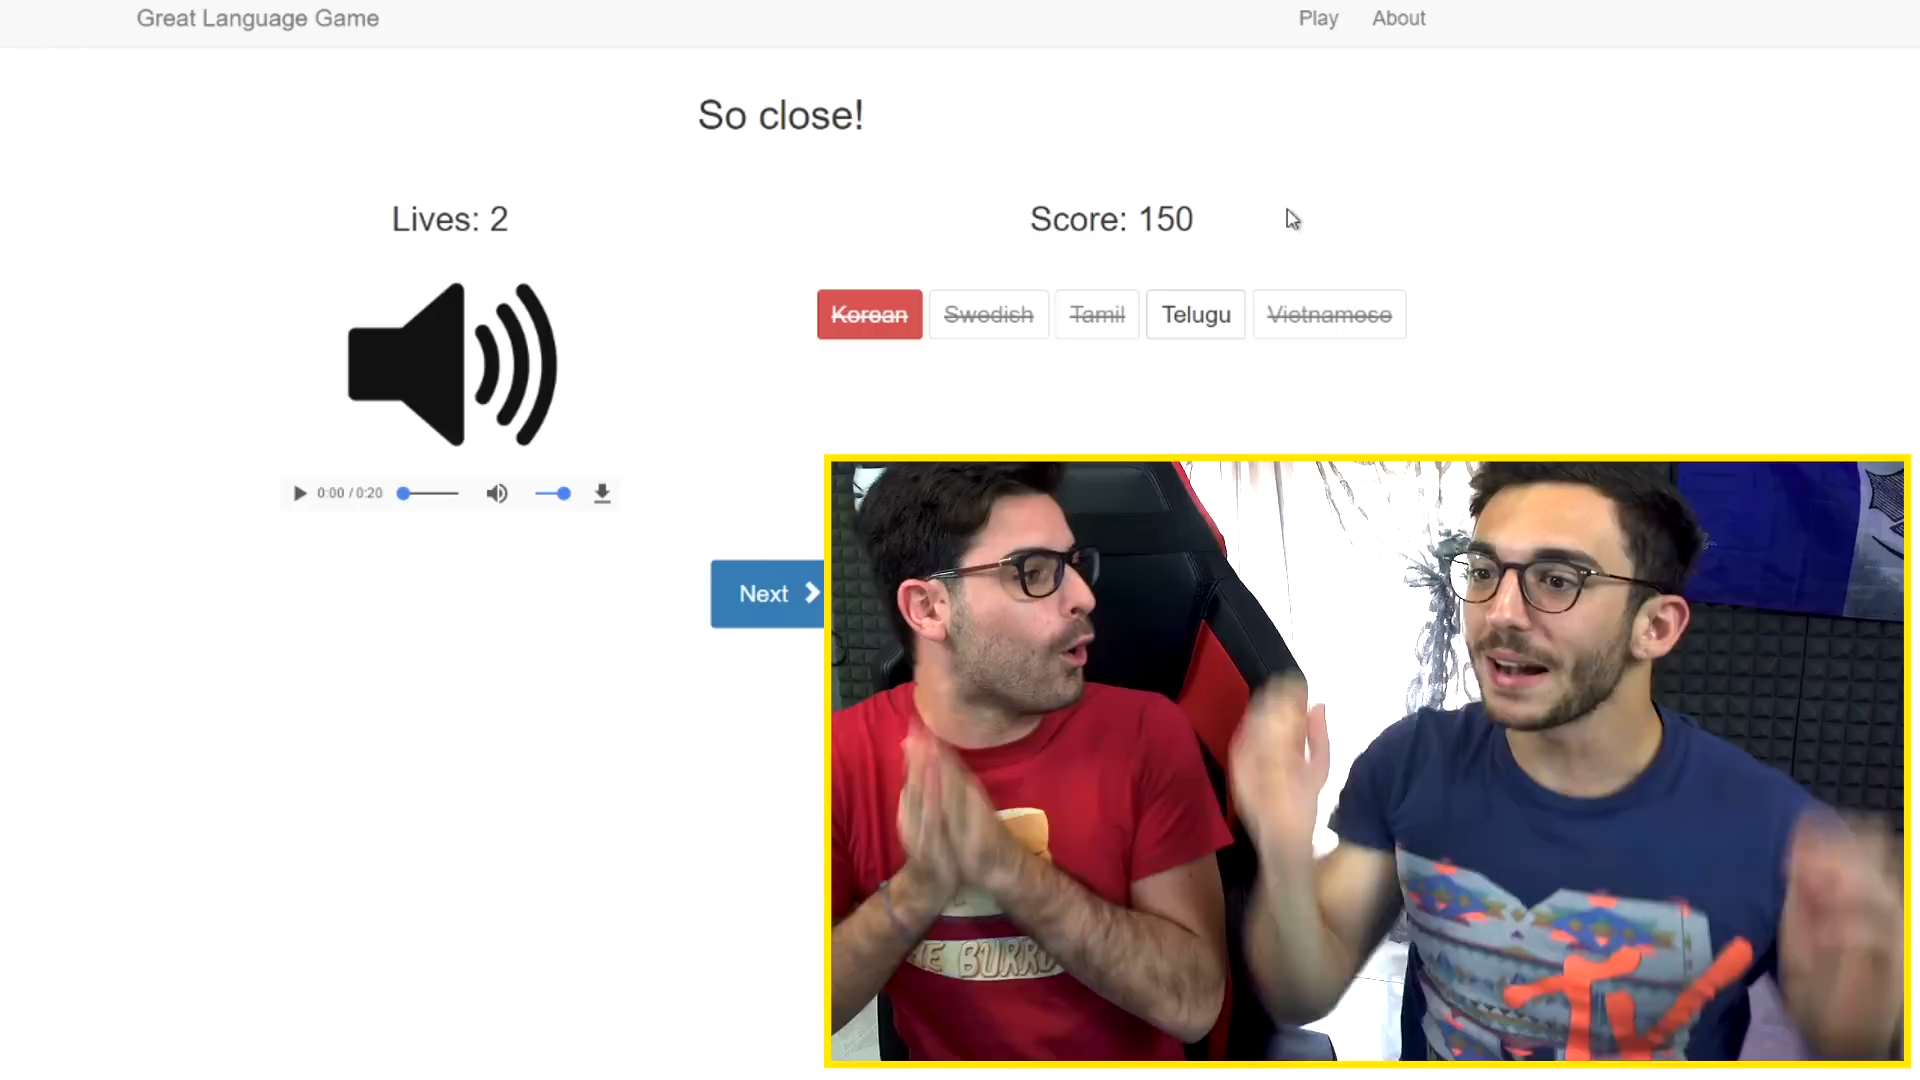 Great Language Game
Play
About
So close!
Lives: 2
Score: 150
Korean
Swedish
Tamil
Telugu
Vietnamese
0:00 / 0:20
Next
TV